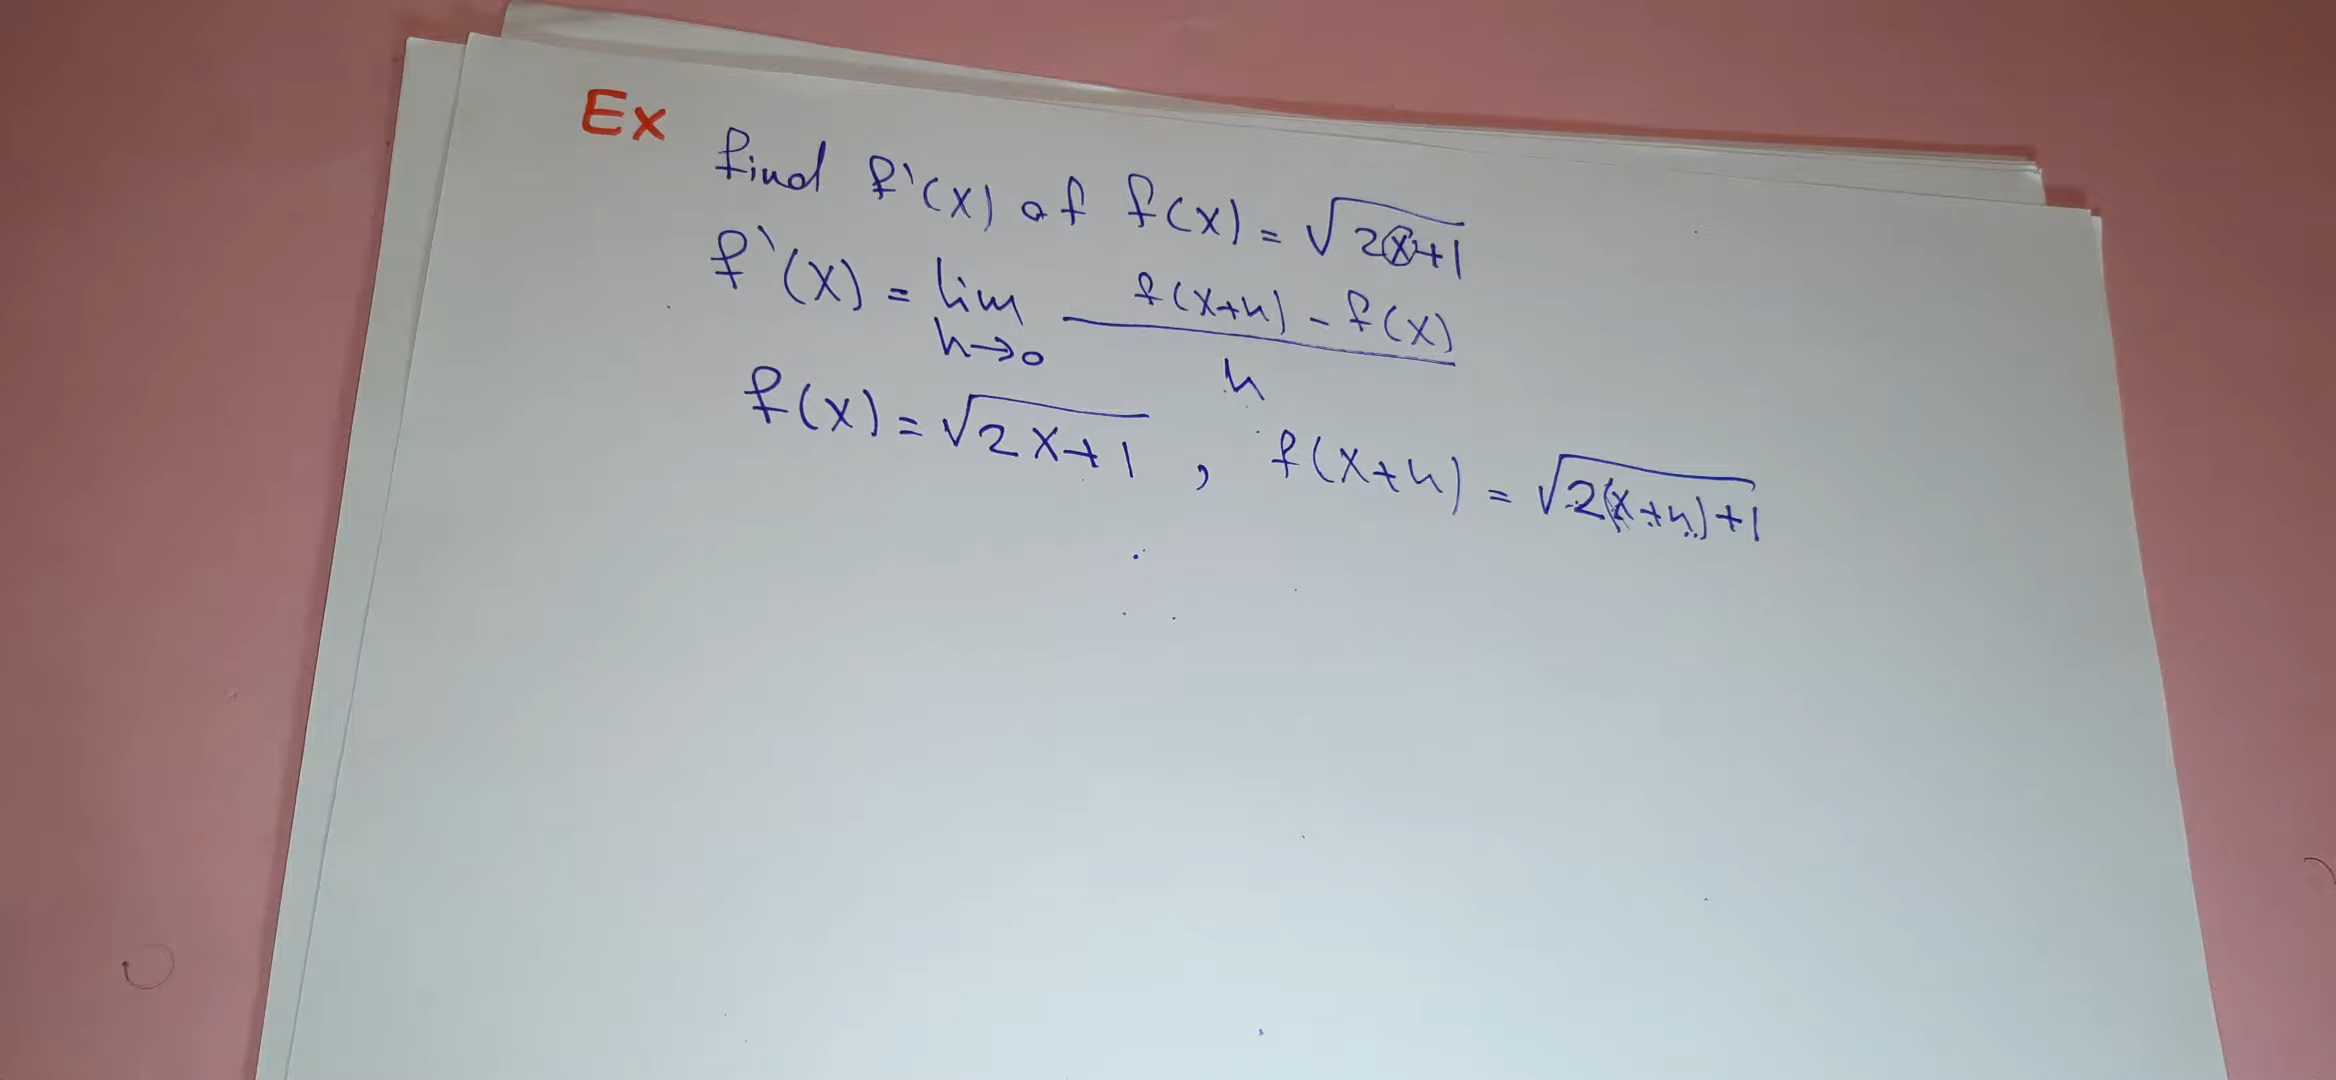 Ex
find f'(x) of f(x) = √2x+1
f'(x) = lim h→0 f(x+h) - f(x) / h
f(x) = √2x+1 , f(x+h) = √2(x+h)+1